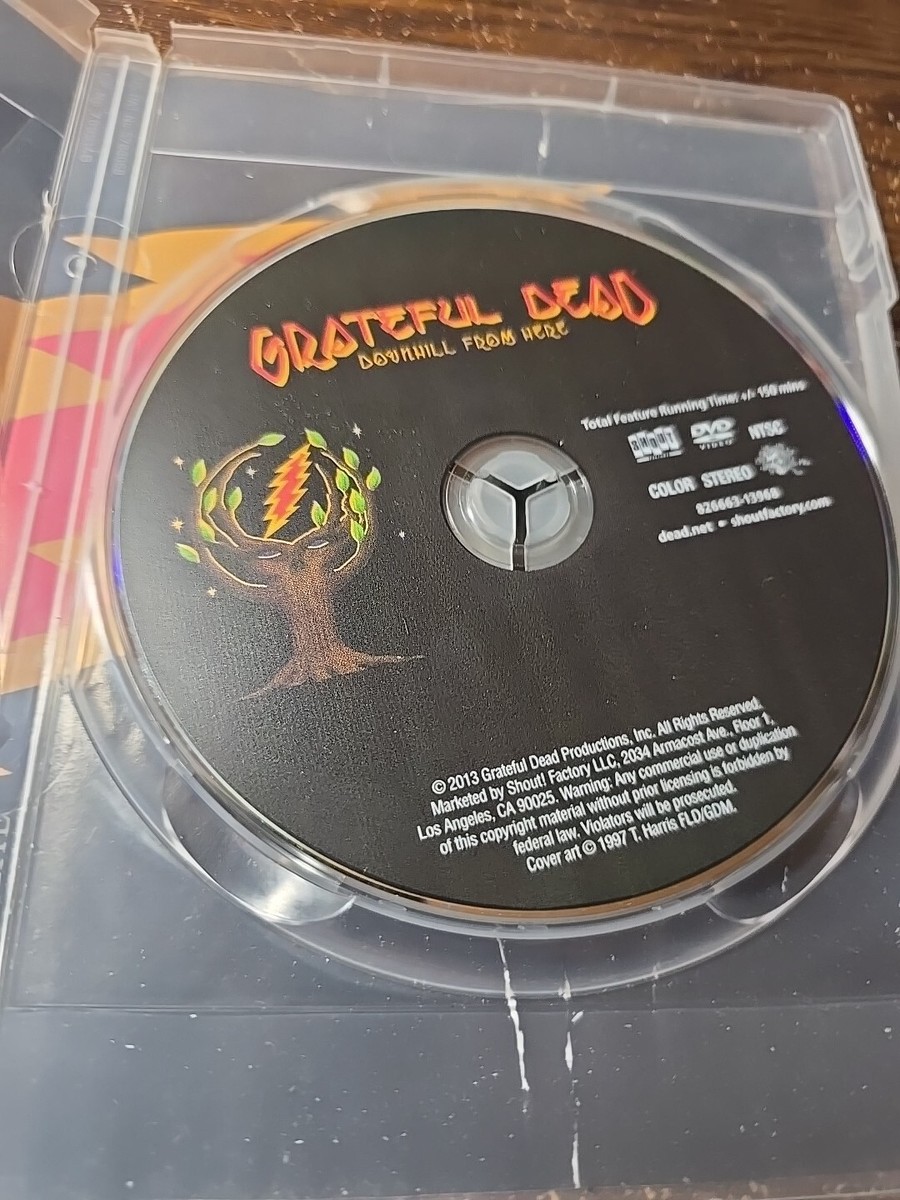 GRATEFUL DEAD
DOWNHILL FROM HERE
Total Feature Running Time: +/- 150 mins
SHOUT DVD VIDEO NTSC
COLOR STEREO
826663-13968
dead.net • shoutfactory.com
© 2013 Grateful Dead Productions, Inc. All Rights Reserved.
Marketed by Shout! Factory LLC, 2034 Armacost Ave., Floor 1,
Los Angeles, CA 90025. Warning: Any commercial use or duplication
of this copyright material without prior licensing is forbidden by
federal law. Violators will be prosecuted.
Cover art © 1997 T. Harris FLD/GDM.